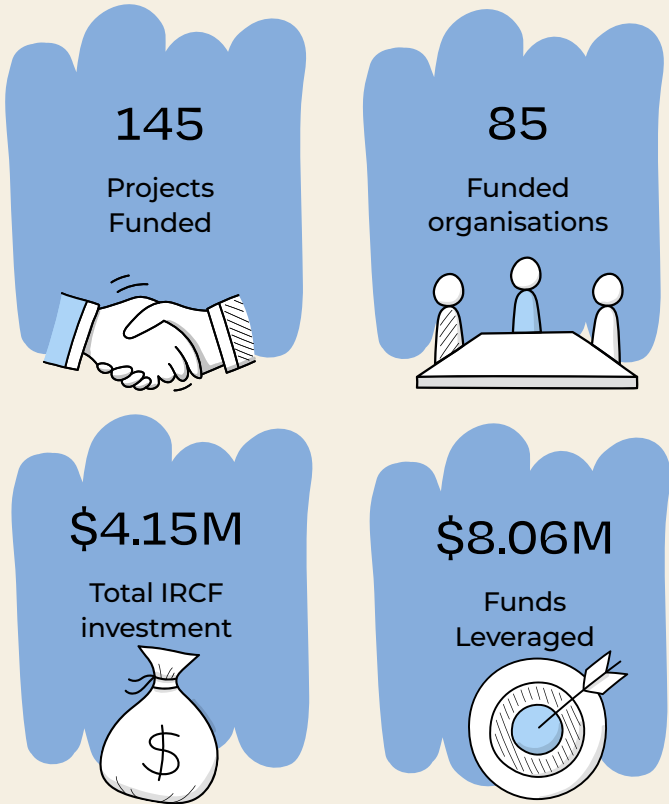 145
Projects
Funded
85
Funded
organisations
$4.15M
Total IRCF
investment
$
$8.06M
Funds
Leveraged